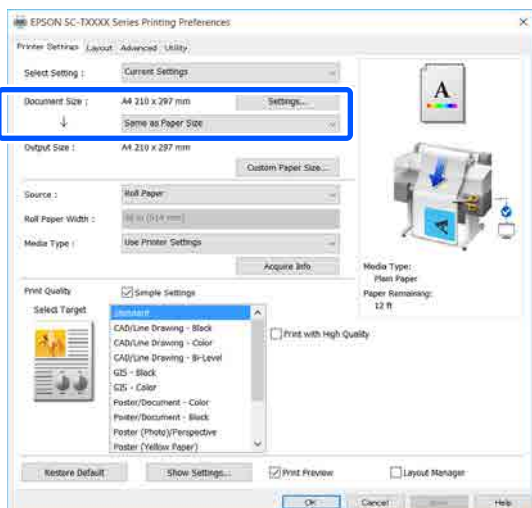 EPSON SC-TXXXX Series Printing Preferences
Printer Settings Layout Advanced Utility
Select Setting : Current Settings
Document Size : A4 210 x 297 mm Settings...
Same as Paper Size
Output Size : A4 210 x 297 mm
Custom Paper Size...
Source : Roll Paper
Roll Paper Width :
Media Type : Use Printer Settings
Acquire Info
Media Type:
Plain Paper
Paper Remaining:
12 ft
Print Quality Simple Settings
Select Target
Standard
CAD/Line Drawing - Black
CAD/Line Drawing - Color
CAD/Line Drawing - Bi-Level
GIS - Black
GIS - Color
Poster/Document - Color
Poster/Document - Black
Poster (Photo)/Perspective
Poster (Yellow Paper)
Print with High Quality
Restore Default Show Settings... Print Preview Layout Manager
OK Cancel Help
A
A